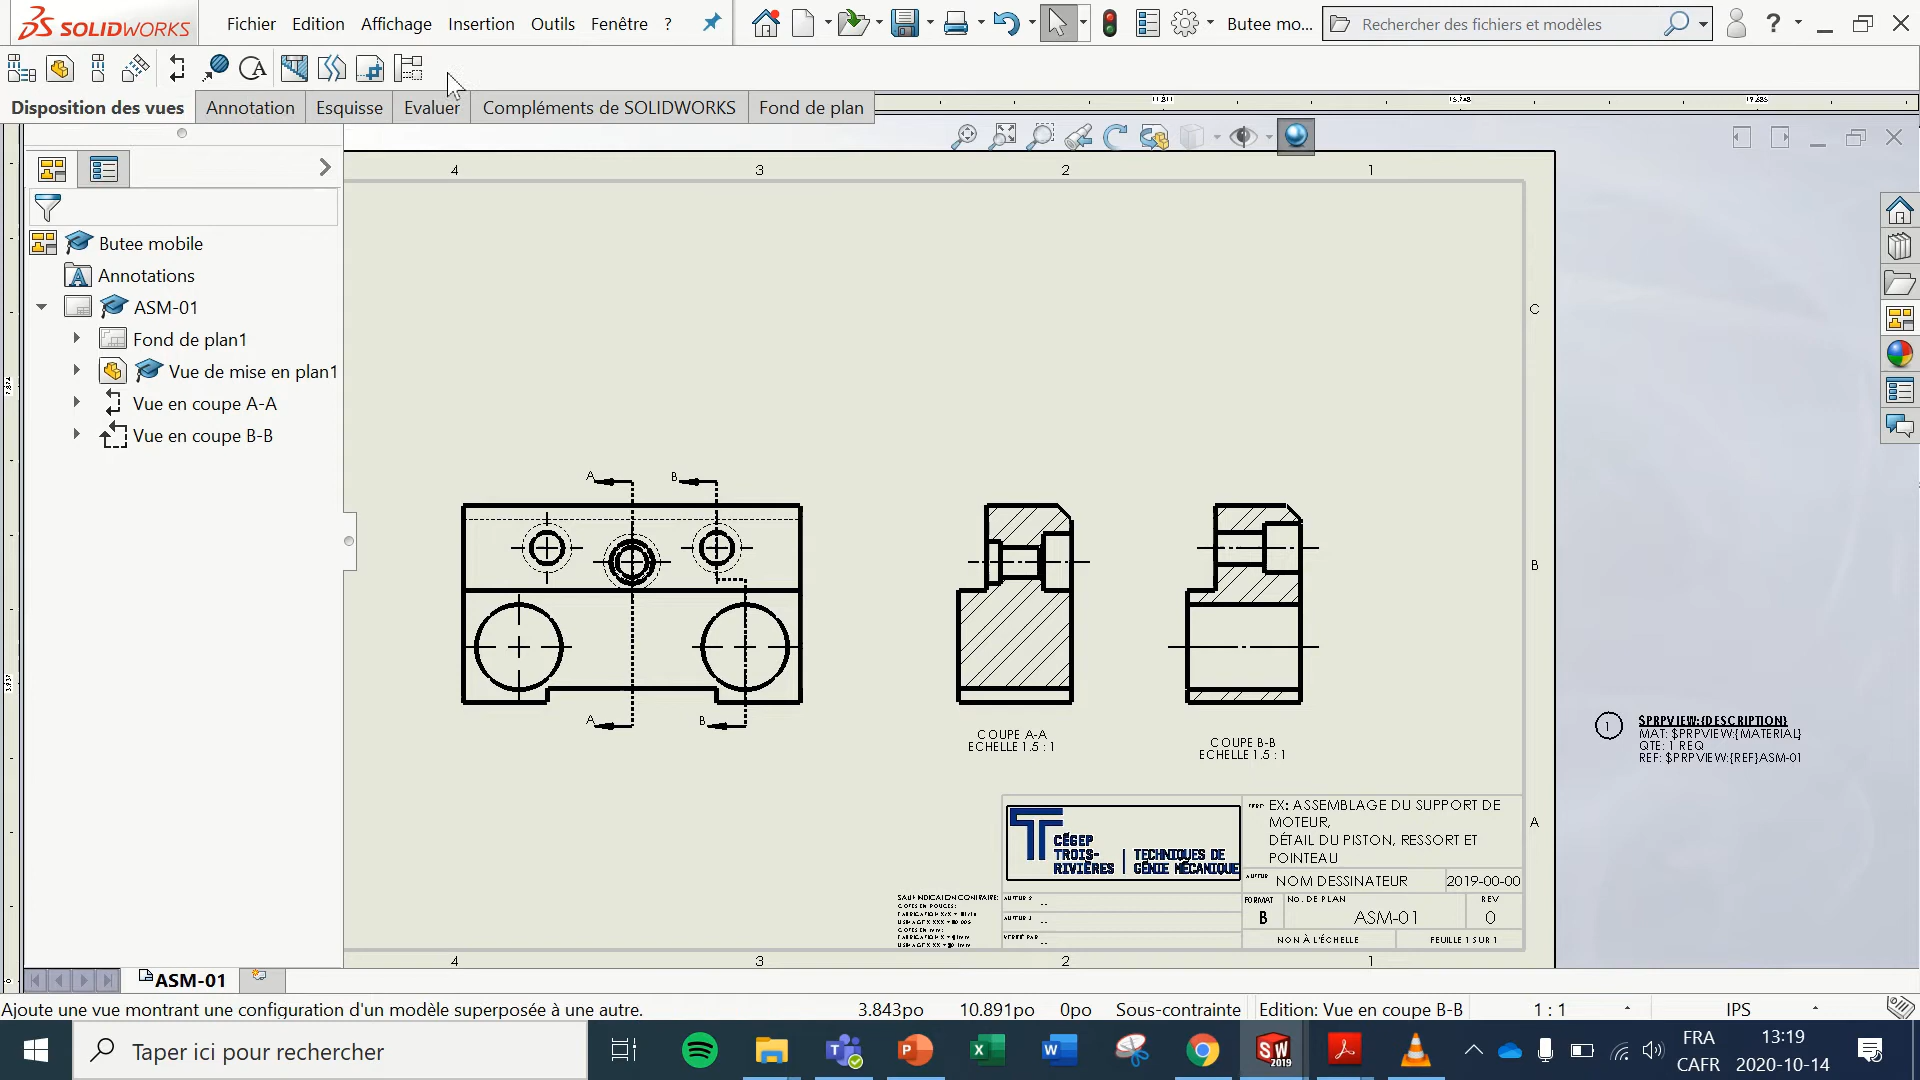 SOLIDWORKS
Fichier Edition Affichage Insertion Outils Fenêtre ?
Butee mo...
Rechercher des fichiers et modèles
?
Disposition des vues
Annotation
Esquisse
Evaluer
Compléments de SOLIDWORKS
Fond de plan
Butee mobile
Annotations
ASM-01
Fond de plan1
Vue de mise en plan1
Vue en coupe A-A
Vue en coupe B-B
4 3 2 1
C
B
A
A B
A B
COUPE A-A
ECHELLE 1.5 : 1
COUPE B-B
ECHELLE 1.5 : 1
1
$PRPVIEW:{DESCRIPTION}
MAT: $PRPVIEW:{MATERIAL}
QTE: 1 REQ
REF: $PRPVIEW:{REF}ASM-01
CÉGEP
TROIS-
RIVIÈRES
TECHNIQUES DE
GÉNIE MÉCANIQUE
EX: ASSEMBLAGE DU SUPPORT DE
MOTEUR,
DÉTAIL DU PISTON, RESSORT ET
POINTEAU
NOM DESSINATEUR
2019-00-00
FORMAT
B
No. DE PLAN
ASM-01
REV
0
NON À L'ÉCHELLE
FEUILLE 1 SUR 1
4 3 2 1
ASM-01
Ajoute une vue montrant une configuration d'un modèle superposée à une autre.
3.843po
10.891po
0po
Sous-contrainte
Edition: Vue en coupe B-B
1 : 1
IPS
Taper ici pour rechercher
FRA
CAFR
13:19
2020-10-14